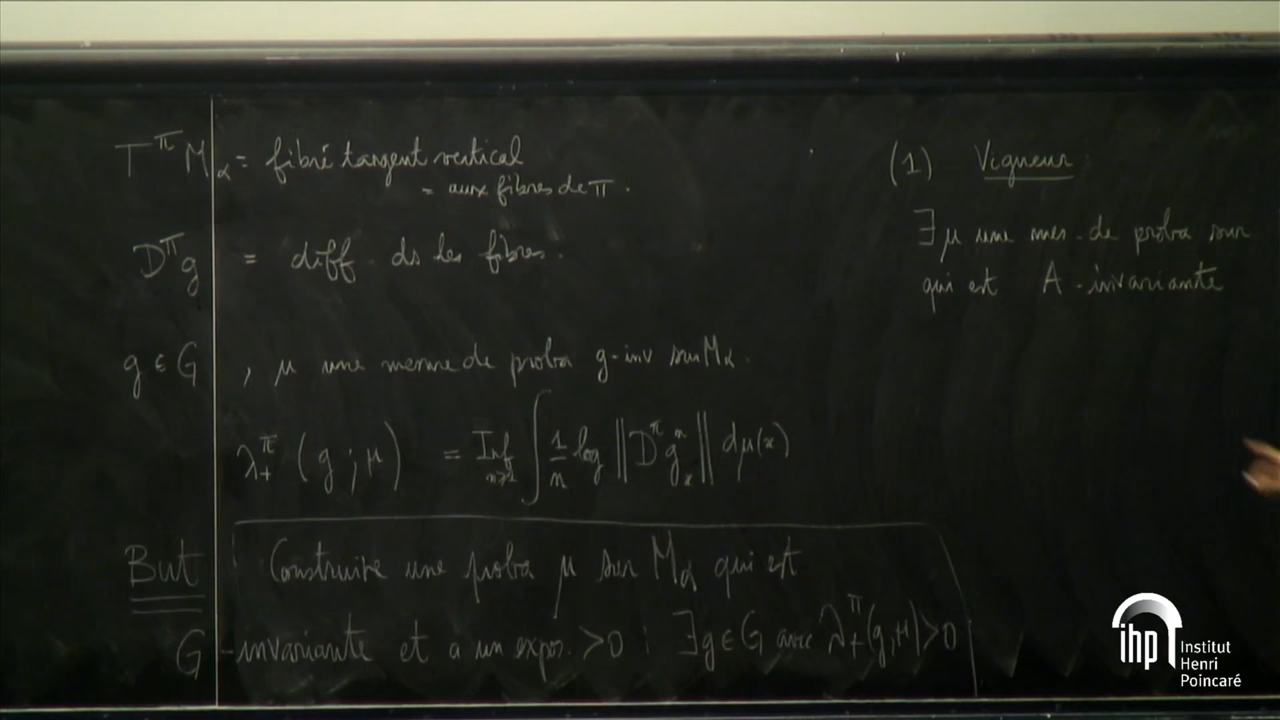 T^π M_α = fibré tangent vertical
= aux fibres de π.
D^π g = diff. ds les fibres.
g ∈ G, μ une mesure de proba g-inv sur M_α.
λ_+^π (g; μ) = Inf_{n≥1} ∫ 1/n log ‖D^π g^n_x‖ dμ(x)
But Construire une proba μ sur M_α qui est
G-invariante et a un expos. >0 : ∃g∈G avec λ_+^π(g,μ)>0
(1) Vigueur
∃ μ une mes. de proba sur
qui est A-invariante
ihp Institut
Henri
Poincaré